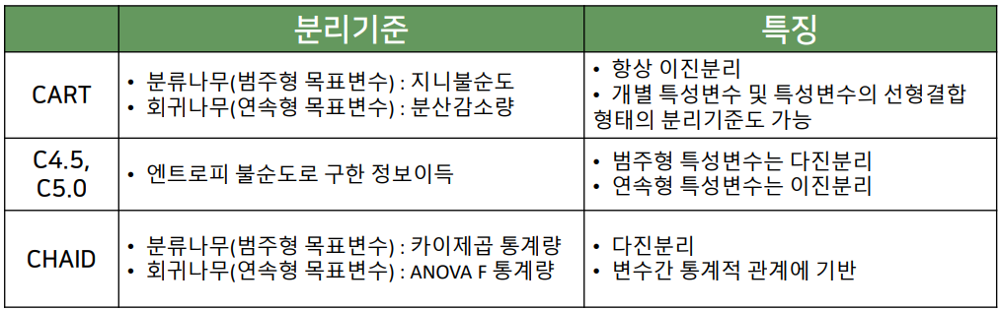 분리기준
특징
CART
• 분류나무(범주형 목표변수) : 지니불순도
• 회귀나무(연속형 목표변수) : 분산감소량
• 항상 이진분리
• 개별 특성변수 및 특성변수의 선형결합
형태의 분리기준도 가능
C4.5,
C5.0
• 엔트로피 불순도로 구한 정보이득
• 범주형 특성변수는 다진분리
• 연속형 특성변수는 이진분리
CHAID
• 분류나무(범주형 목표변수) : 카이제곱 통계량
• 회귀나무(연속형 목표변수) : ANOVA F 통계량
• 다진분리
• 변수간 통계적 관계에 기반